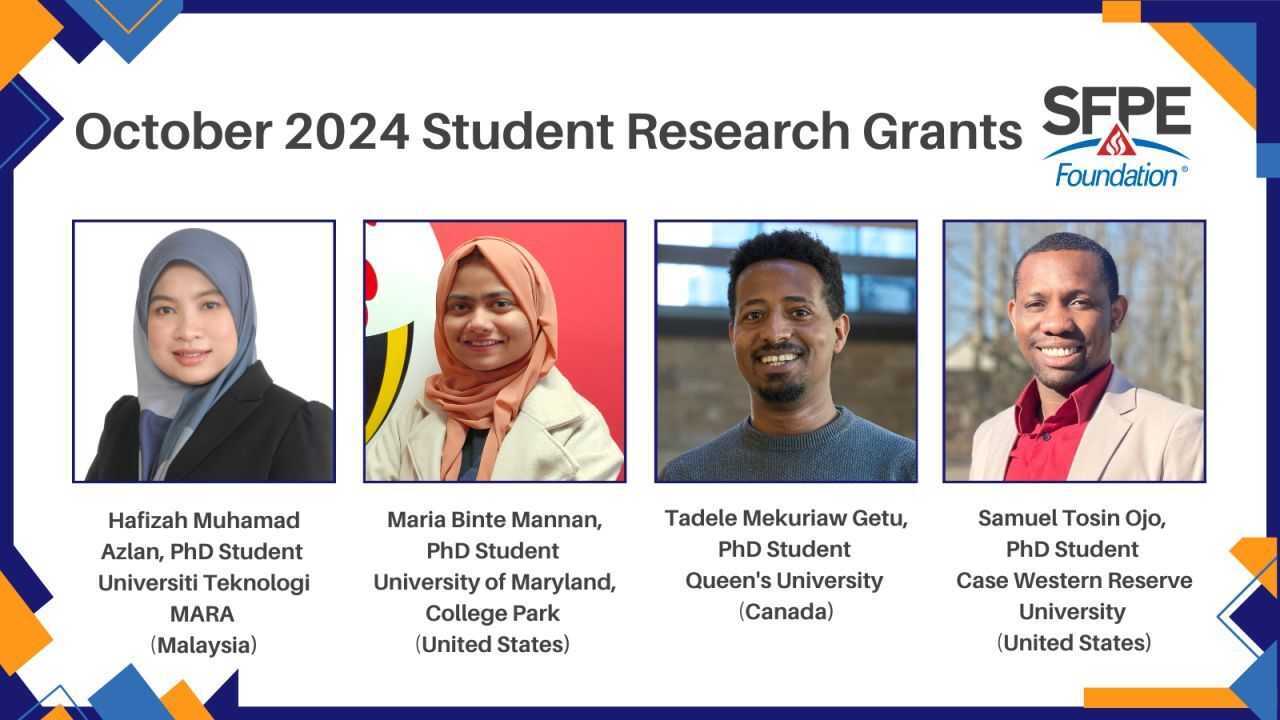 October 2024 Student Research Grants
SFPE
Foundation®
Hafizah Muhamad
Azlan, PhD Student
Universiti Teknologi
MARA
(Malaysia)
Maria Binte Mannan,
PhD Student
University of Maryland,
College Park
(United States)
Tadele Mekuriaw Getu,
PhD Student
Queen's University
(Canada)
Samuel Tosin Ojo,
PhD Student
Case Western Reserve
University
(United States)